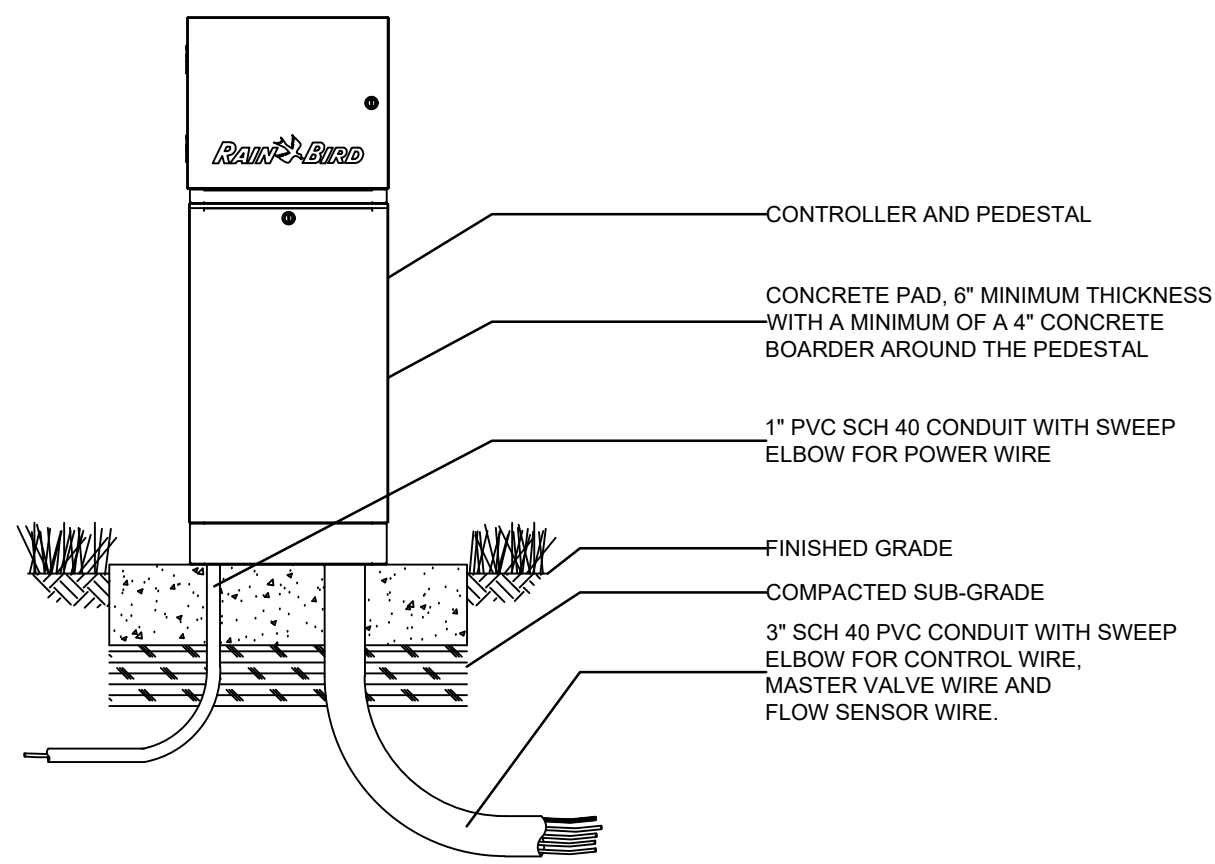 RAIN BIRD
CONTROLLER AND PEDESTAL
CONCRETE PAD, 6" MINIMUM THICKNESS
WITH A MINIMUM OF A 4" CONCRETE
BOARDER AROUND THE PEDESTAL
1" PVC SCH 40 CONDUIT WITH SWEEP
ELBOW FOR POWER WIRE
FINISHED GRADE
COMPACTED SUB-GRADE
3" SCH 40 PVC CONDUIT WITH SWEEP
ELBOW FOR CONTROL WIRE,
MASTER VALVE WIRE AND
FLOW SENSOR WIRE.